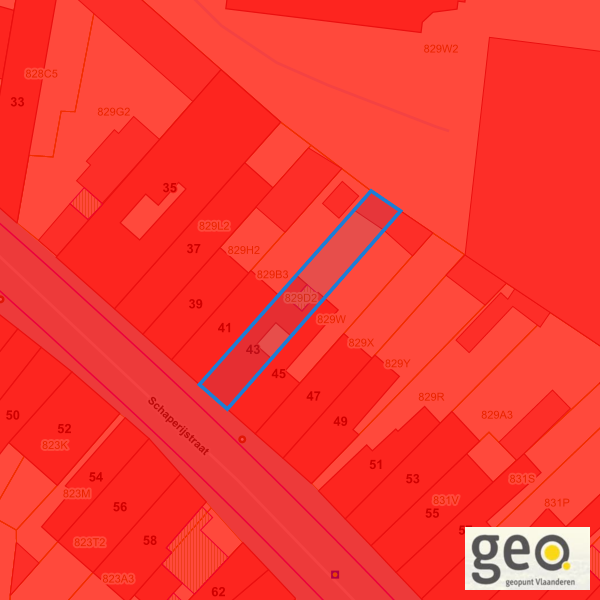 829W2
828C5
33
829G2
35
829L2
37
829H2
829B3
39
829D2
41
829W
43
829X
45
829Y
47
829R
49
Schaperijstraat
829A3
50
52
823K
51
54
53
831S
823M
56
831V
831P
55
823T2
58
823A3
62
geo.
geopunt Vlaanderen